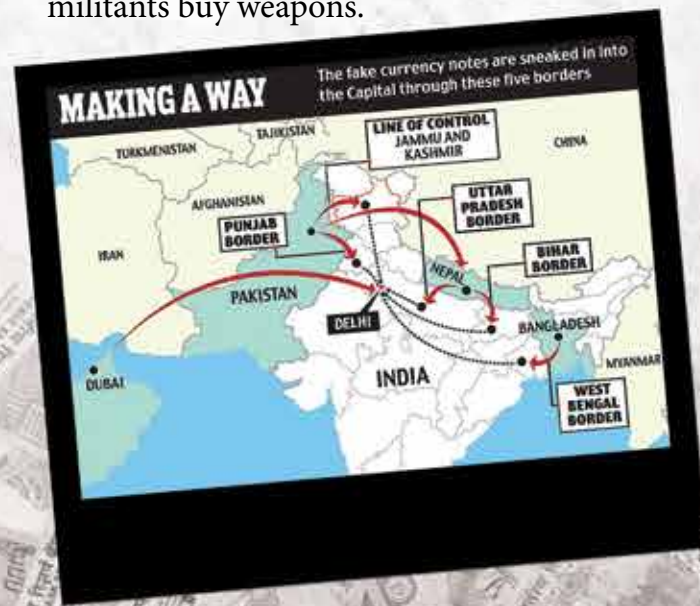 militants buy weapons.
MAKING A WAY
The fake currency notes are sneaked in into
the Capital through these five borders
TURKMENISTAN
TAJIKISTAN
LINE OF CONTROL
JAMMU AND
KASHMIR
CHINA
AFGHANISTAN
UTTAR
PRADESH
BORDER
PUNJAB
BORDER
IRAN
BIHAR
BORDER
NEPAL
PAKISTAN
DELHI
BANGLADESH
INDIA
MYANMAR
DUBAI
WEST
BENGAL
BORDER